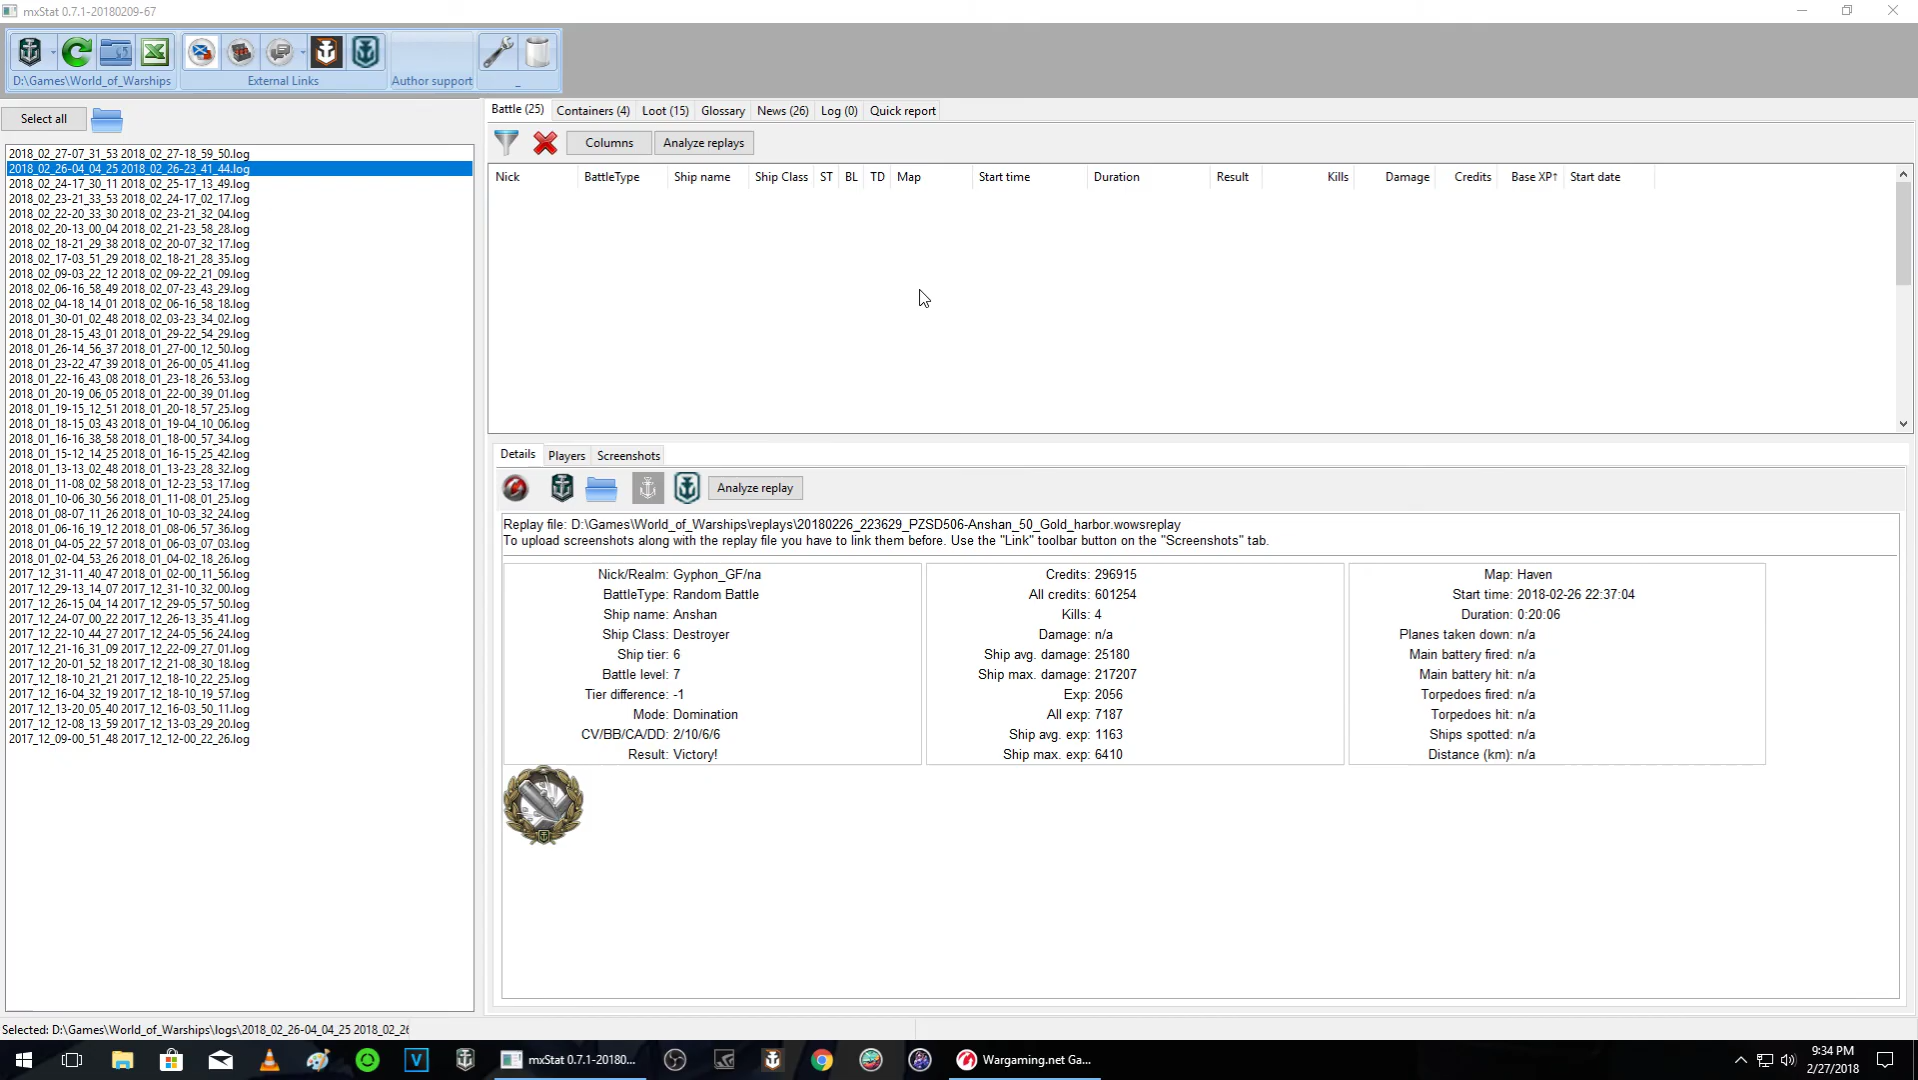 mxStat 0.7.1-20180209-67
D:\Games\World_of_Warships
External Links
Author support
_
Select all
2018_02_27-07_31_53 2018_02_27-18_59_50.log
2018_02_26-04_04_25 2018_02_26-23_41_44.log
2018_02_24-17_30_11 2018_02_25-17_13_49.log
2018_02_23-21_33_53 2018_02_24-17_02_17.log
2018_02_22-20_33_30 2018_02_23-21_32_04.log
2018_02_20-13_00_04 2018_02_21-23_58_28.log
2018_02_18-21_29_38 2018_02_20-07_32_17.log
2018_02_17-03_51_29 2018_02_18-21_28_35.log
2018_02_09-03_22_12 2018_02_09-22_21_09.log
2018_02_06-16_58_49 2018_02_07-23_43_29.log
2018_02_04-18_14_01 2018_02_06-16_58_18.log
2018_01_30-01_02_48 2018_02_03-23_34_02.log
2018_01_28-15_43_01 2018_01_29-22_54_29.log
2018_01_26-14_56_37 2018_01_27-00_12_50.log
2018_01_23-22_47_39 2018_01_26-00_05_41.log
2018_01_22-16_43_08 2018_01_23-18_26_53.log
2018_01_20-19_06_05 2018_01_22-00_39_01.log
2018_01_19-15_12_51 2018_01_20-18_57_25.log
2018_01_18-15_03_43 2018_01_19-04_10_06.log
2018_01_16-16_38_58 2018_01_18-00_57_34.log
2018_01_15-12_14_25 2018_01_16-15_25_42.log
2018_01_13-13_02_48 2018_01_13-23_28_32.log
2018_01_11-08_02_58 2018_01_12-23_53_17.log
2018_01_10-06_30_56 2018_01_11-08_01_25.log
2018_01_08-07_11_26 2018_01_10-03_32_24.log
2018_01_06-16_19_12 2018_01_08-06_57_36.log
2018_01_04-05_22_57 2018_01_06-03_07_03.log
2018_01_02-04_53_26 2018_01_04-02_18_26.log
2017_12_31-11_40_47 2018_01_02-00_11_56.log
2017_12_29-13_14_07 2017_12_31-10_32_00.log
2017_12_26-15_04_14 2017_12_29-05_57_50.log
2017_12_24-07_00_22 2017_12_26-13_35_41.log
2017_12_22-10_44_27 2017_12_24-05_56_24.log
2017_12_21-16_31_09 2017_12_22-09_27_01.log
2017_12_20-01_52_18 2017_12_21-08_30_18.log
2017_12_18-10_21_21 2017_12_18-10_22_25.log
2017_12_16-04_32_19 2017_12_18-10_19_57.log
2017_12_13-20_05_40 2017_12_16-03_50_11.log
2017_12_12-08_13_59 2017_12_13-03_29_20.log
2017_12_09-00_51_48 2017_12_12-00_22_26.log
Battle (25) Containers (4) Loot (15) Glossary News (26) Log (0) Quick report
Columns Analyze replays
Nick BattleType Ship name Ship Class ST BL TD Map Start time Duration Result Kills Damage Credits Base XP↑ Start date
Details Players Screenshots
Analyze replay
Replay file: D:\Games\World_of_Warships\replays\20180226_223629_PZSD506-Anshan_50_Gold_harbor.wowsreplay
To upload screenshots along with the replay file you have to link them before. Use the "Link" toolbar button on the "Screenshots" tab.
Nick/Realm: Gyphon_GF/na
BattleType: Random Battle
Ship name: Anshan
Ship Class: Destroyer
Ship tier: 6
Battle level: 7
Tier difference: -1
Mode: Domination
CV/BB/CA/DD: 2/10/6/6
Result: Victory!
Credits: 296915
All credits: 601254
Kills: 4
Damage: n/a
Ship avg. damage: 25180
Ship max. damage: 217207
Exp: 2056
All exp: 7187
Ship avg. exp: 1163
Ship max. exp: 6410
Map: Haven
Start time: 2018-02-26 22:37:04
Duration: 0:20:06
Planes taken down: n/a
Main battery fired: n/a
Main battery hit: n/a
Torpedoes fired: n/a
Torpedoes hit: n/a
Ships spotted: n/a
Distance (km): n/a
Selected: D:\Games\World_of_Warships\logs\2018_02_26-04_04_25 2018_02_26
mxStat 0.7.1-20180...
Wargaming.net Ga...
9:34 PM
2/27/2018